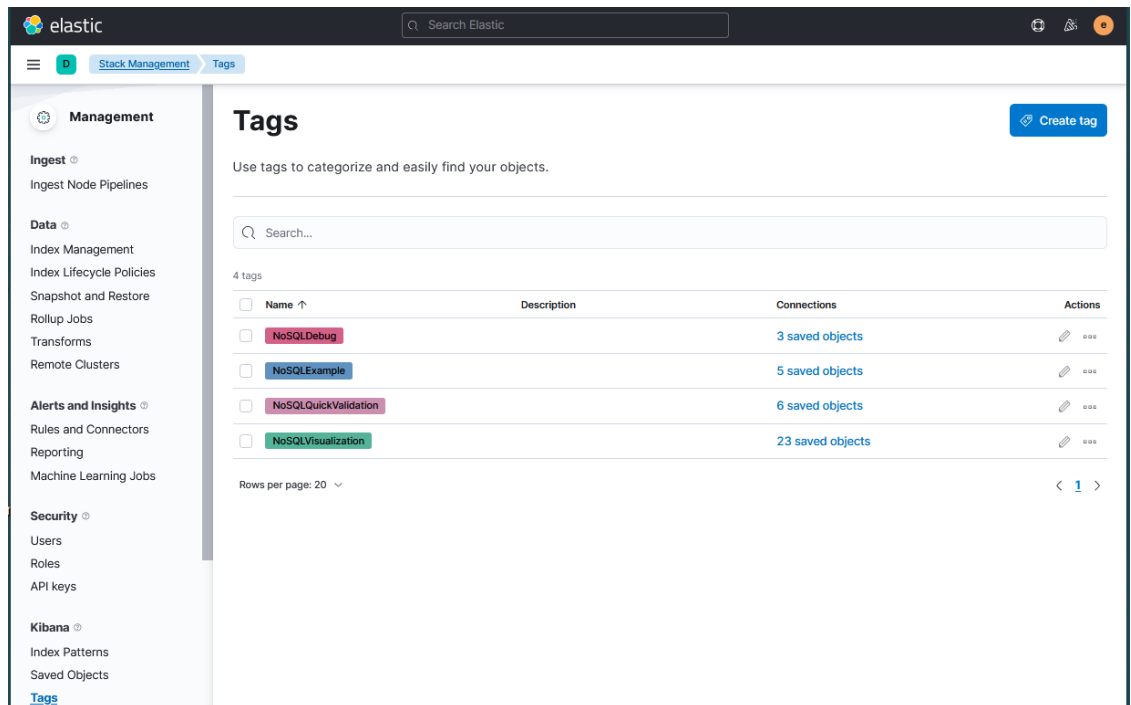 elastic
Search Elastic
e
D
Stack Management
Tags
Management
Ingest
Ingest Node Pipelines
Data
Index Management
Index Lifecycle Policies
Snapshot and Restore
Rollup Jobs
Transforms
Remote Clusters
Alerts and Insights
Rules and Connectors
Reporting
Machine Learning Jobs
Security
Users
Roles
API keys
Kibana
Index Patterns
Saved Objects
Tags
Tags
Create tag
Use tags to categorize and easily find your objects.
Search...
4 tags
Name Description Connections Actions
NoSQLDebug 3 saved objects
NoSQLExample 5 saved objects
NoSQLQuickValidation 6 saved objects
NoSQLVisualization 23 saved objects
Rows per page: 20
1